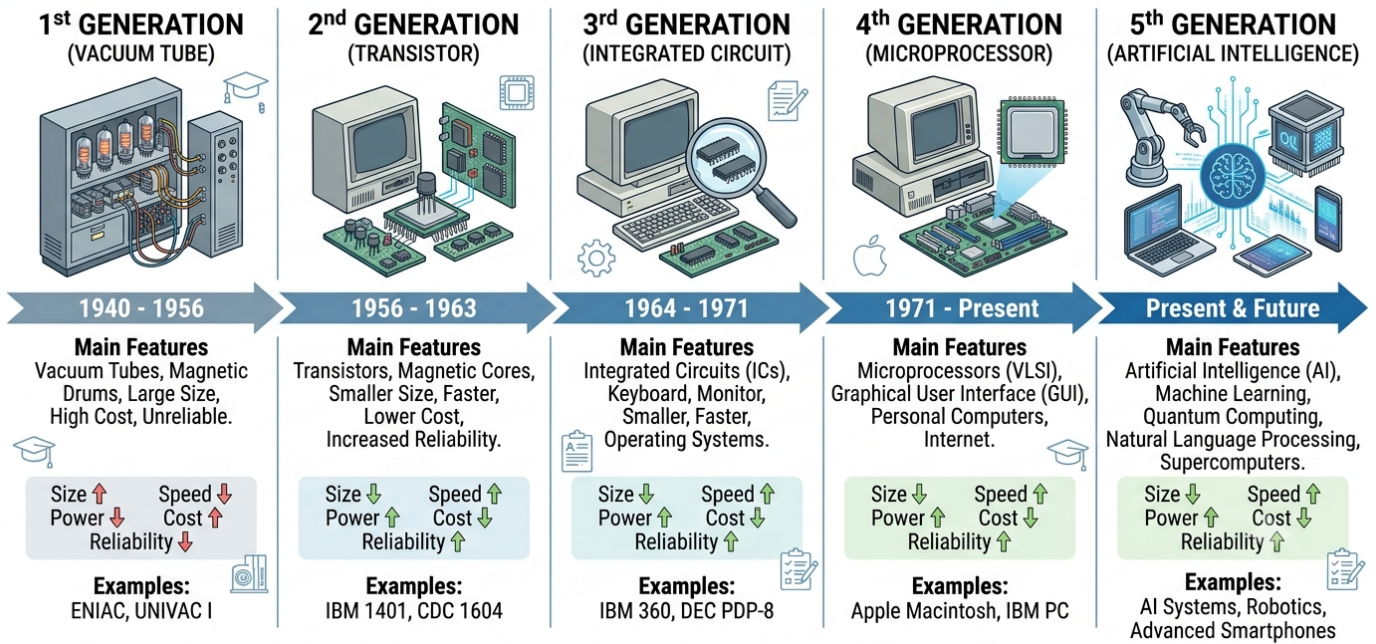 1st GENERATION
(VACUUM TUBE)
1940 - 1956
Main Features
Vacuum Tubes, Magnetic
Drums, Large Size,
High Cost, Unreliable.
Size ↑ Speed ↓
Power ↓ Cost ↑
Reliability ↓
Examples:
ENIAC, UNIVAC I
2nd GENERATION
(TRANSISTOR)
1956 - 1963
Main Features
Transistors, Magnetic Cores,
Smaller Size, Faster,
Lower Cost,
Increased Reliability.
Size ↓ Speed ↑
Power ↑ Cost ↓
Reliability ↑
Examples:
IBM 1401, CDC 1604
3rd GENERATION
(INTEGRATED CIRCUIT)
1964 - 1971
Main Features
Integrated Circuits (ICs),
Keyboard, Monitor,
Smaller, Faster,
Operating Systems.
Size ↓ Speed ↑
Power ↑ Cost ↓
Reliability ↑
Examples:
IBM 360, DEC PDP-8
4th GENERATION
(MICROPROCESSOR)
1971 - Present
Main Features
Microprocessors (VLSI),
Graphical User Interface (GUI),
Personal Computers,
Internet.
Size ↓ Speed ↑
Power ↑ Cost ↓
Reliability ↑
Examples:
Apple Macintosh, IBM PC
5th GENERATION
(ARTIFICIAL INTELLIGENCE)
Present & Future
Main Features
Artificial Intelligence (AI),
Machine Learning,
Quantum Computing,
Natural Language Processing,
Supercomputers.
Size ↓ Speed ↑
Power ↑ Cost ↓
Reliability ↑
Examples:
AI Systems, Robotics,
Advanced Smartphones